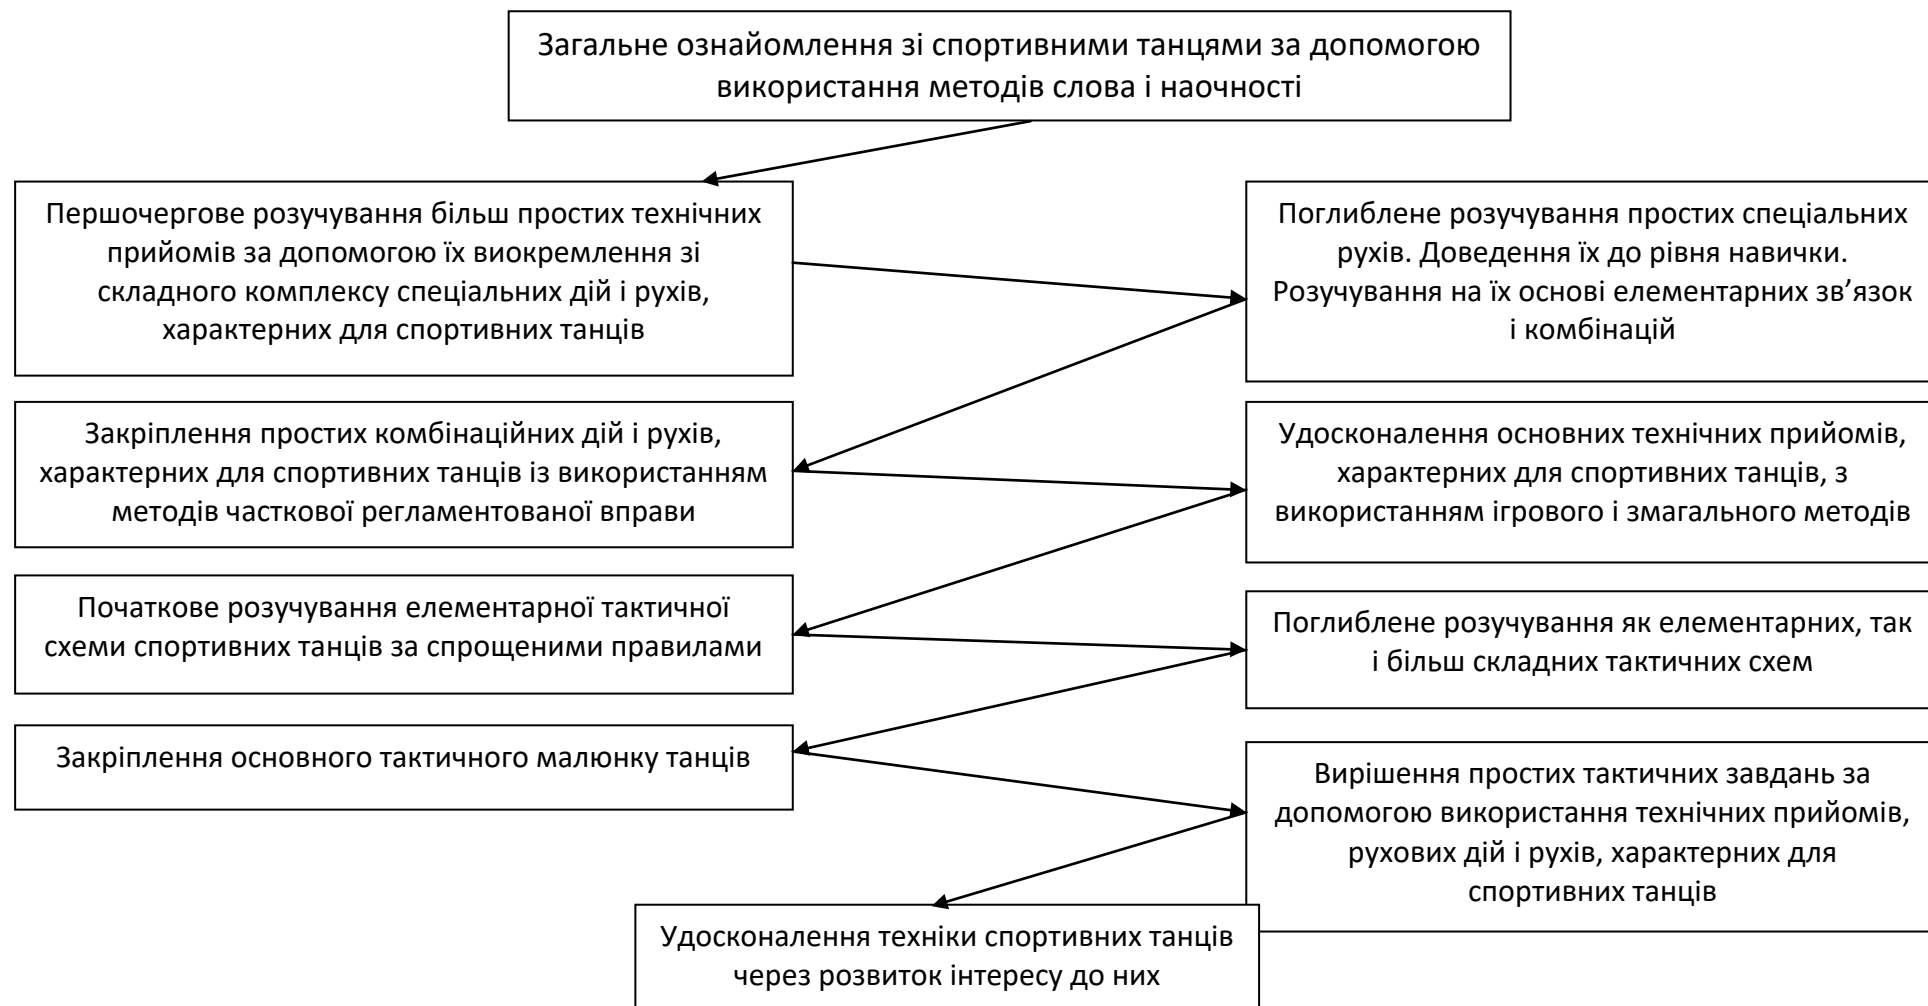 Загальне ознайомлення зі спортивними танцями за допомогою
використання методів слова і наочності
Першочергове розучування більш простих технічних
прийомів за допомогою їх виокремлення зі
складного комплексу спеціальних дій і рухів,
характерних для спортивних танців
Поглиблене розучування простих спеціальних
рухів. Доведення їх до рівня навички.
Розучування на їх основі елементарних зв’язок
і комбінацій
Закріплення простих комбінаційних дій і рухів,
характерних для спортивних танців із використанням
методів часткової регламентованої вправи
Удосконалення основних технічних прийомів,
характерних для спортивних танців, з
використанням ігрового і змагального методів
Початкове розучування елементарної тактичної
схеми спортивних танців за спрощеними правилами
Поглиблене розучування як елементарних, так
і більш складних тактичних схем
Закріплення основного тактичного малюнку танців
Вирішення простих тактичних завдань за
допомогою використання технічних прийомів,
рухових дій і рухів, характерних для
спортивних танців
Удосконалення техніки спортивних танців
через розвиток інтересу до них